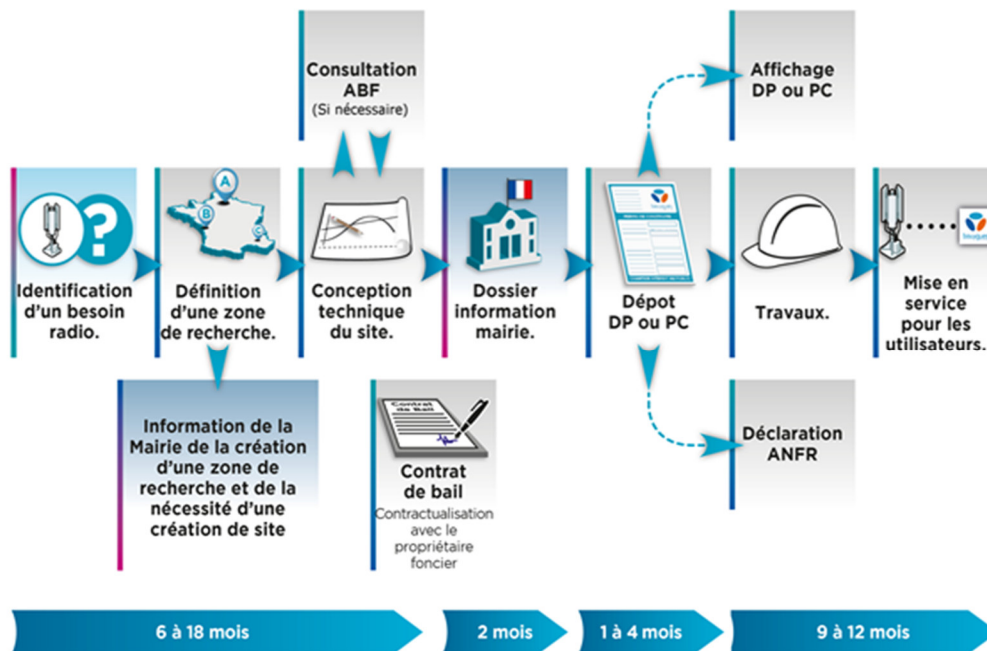 Consultation
ABF
(Si nécessaire)
Affichage
DP ou PC
A
B
C
?
Identification
d'un besoin
radio.
Définition
d'une zone
de recherche.
Conception
technique
du site.
Dossier
information
mairie.
Dépot
DP ou PC
Travaux.
Mise en
service
pour les
utilisateurs.
Information de la
Mairie de la création
d'une zone de
recherche et de la
nécessité d'une
création de site
Contrat
de Bail
Contrat
de bail
Contractualisation
avec le
propriétaire
foncier
Déclaration
ANFR
6 à 18 mois
2 mois
1 à 4 mois
9 à 12 mois